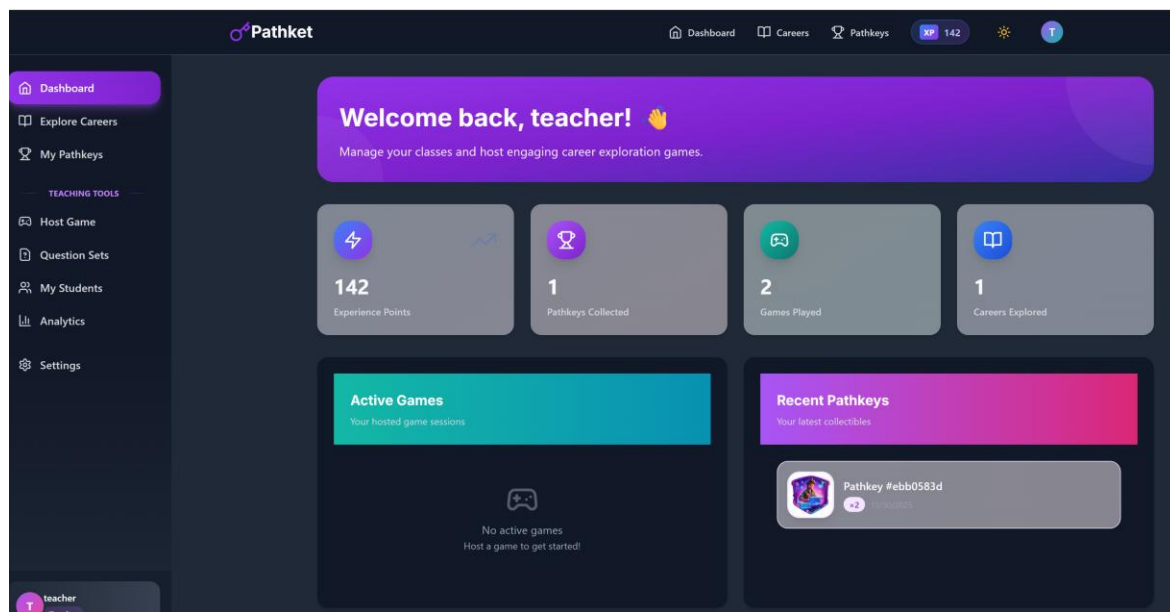 Pathket
Dashboard
Careers
Pathkeys
XP 142
T
Dashboard
Explore Careers
My Pathkeys
TEACHING TOOLS
Host Game
Question Sets
My Students
Analytics
Settings
teacher
T
Welcome back, teacher! 👋
Manage your classes and host engaging career exploration games.
142
Experience Points
1
Pathkeys Collected
2
Games Played
1
Careers Explored
Active Games
Your hosted game sessions
No active games
Host a game to get started!
Recent Pathkeys
Your latest collectibles
Pathkey #ebb0583d
×2